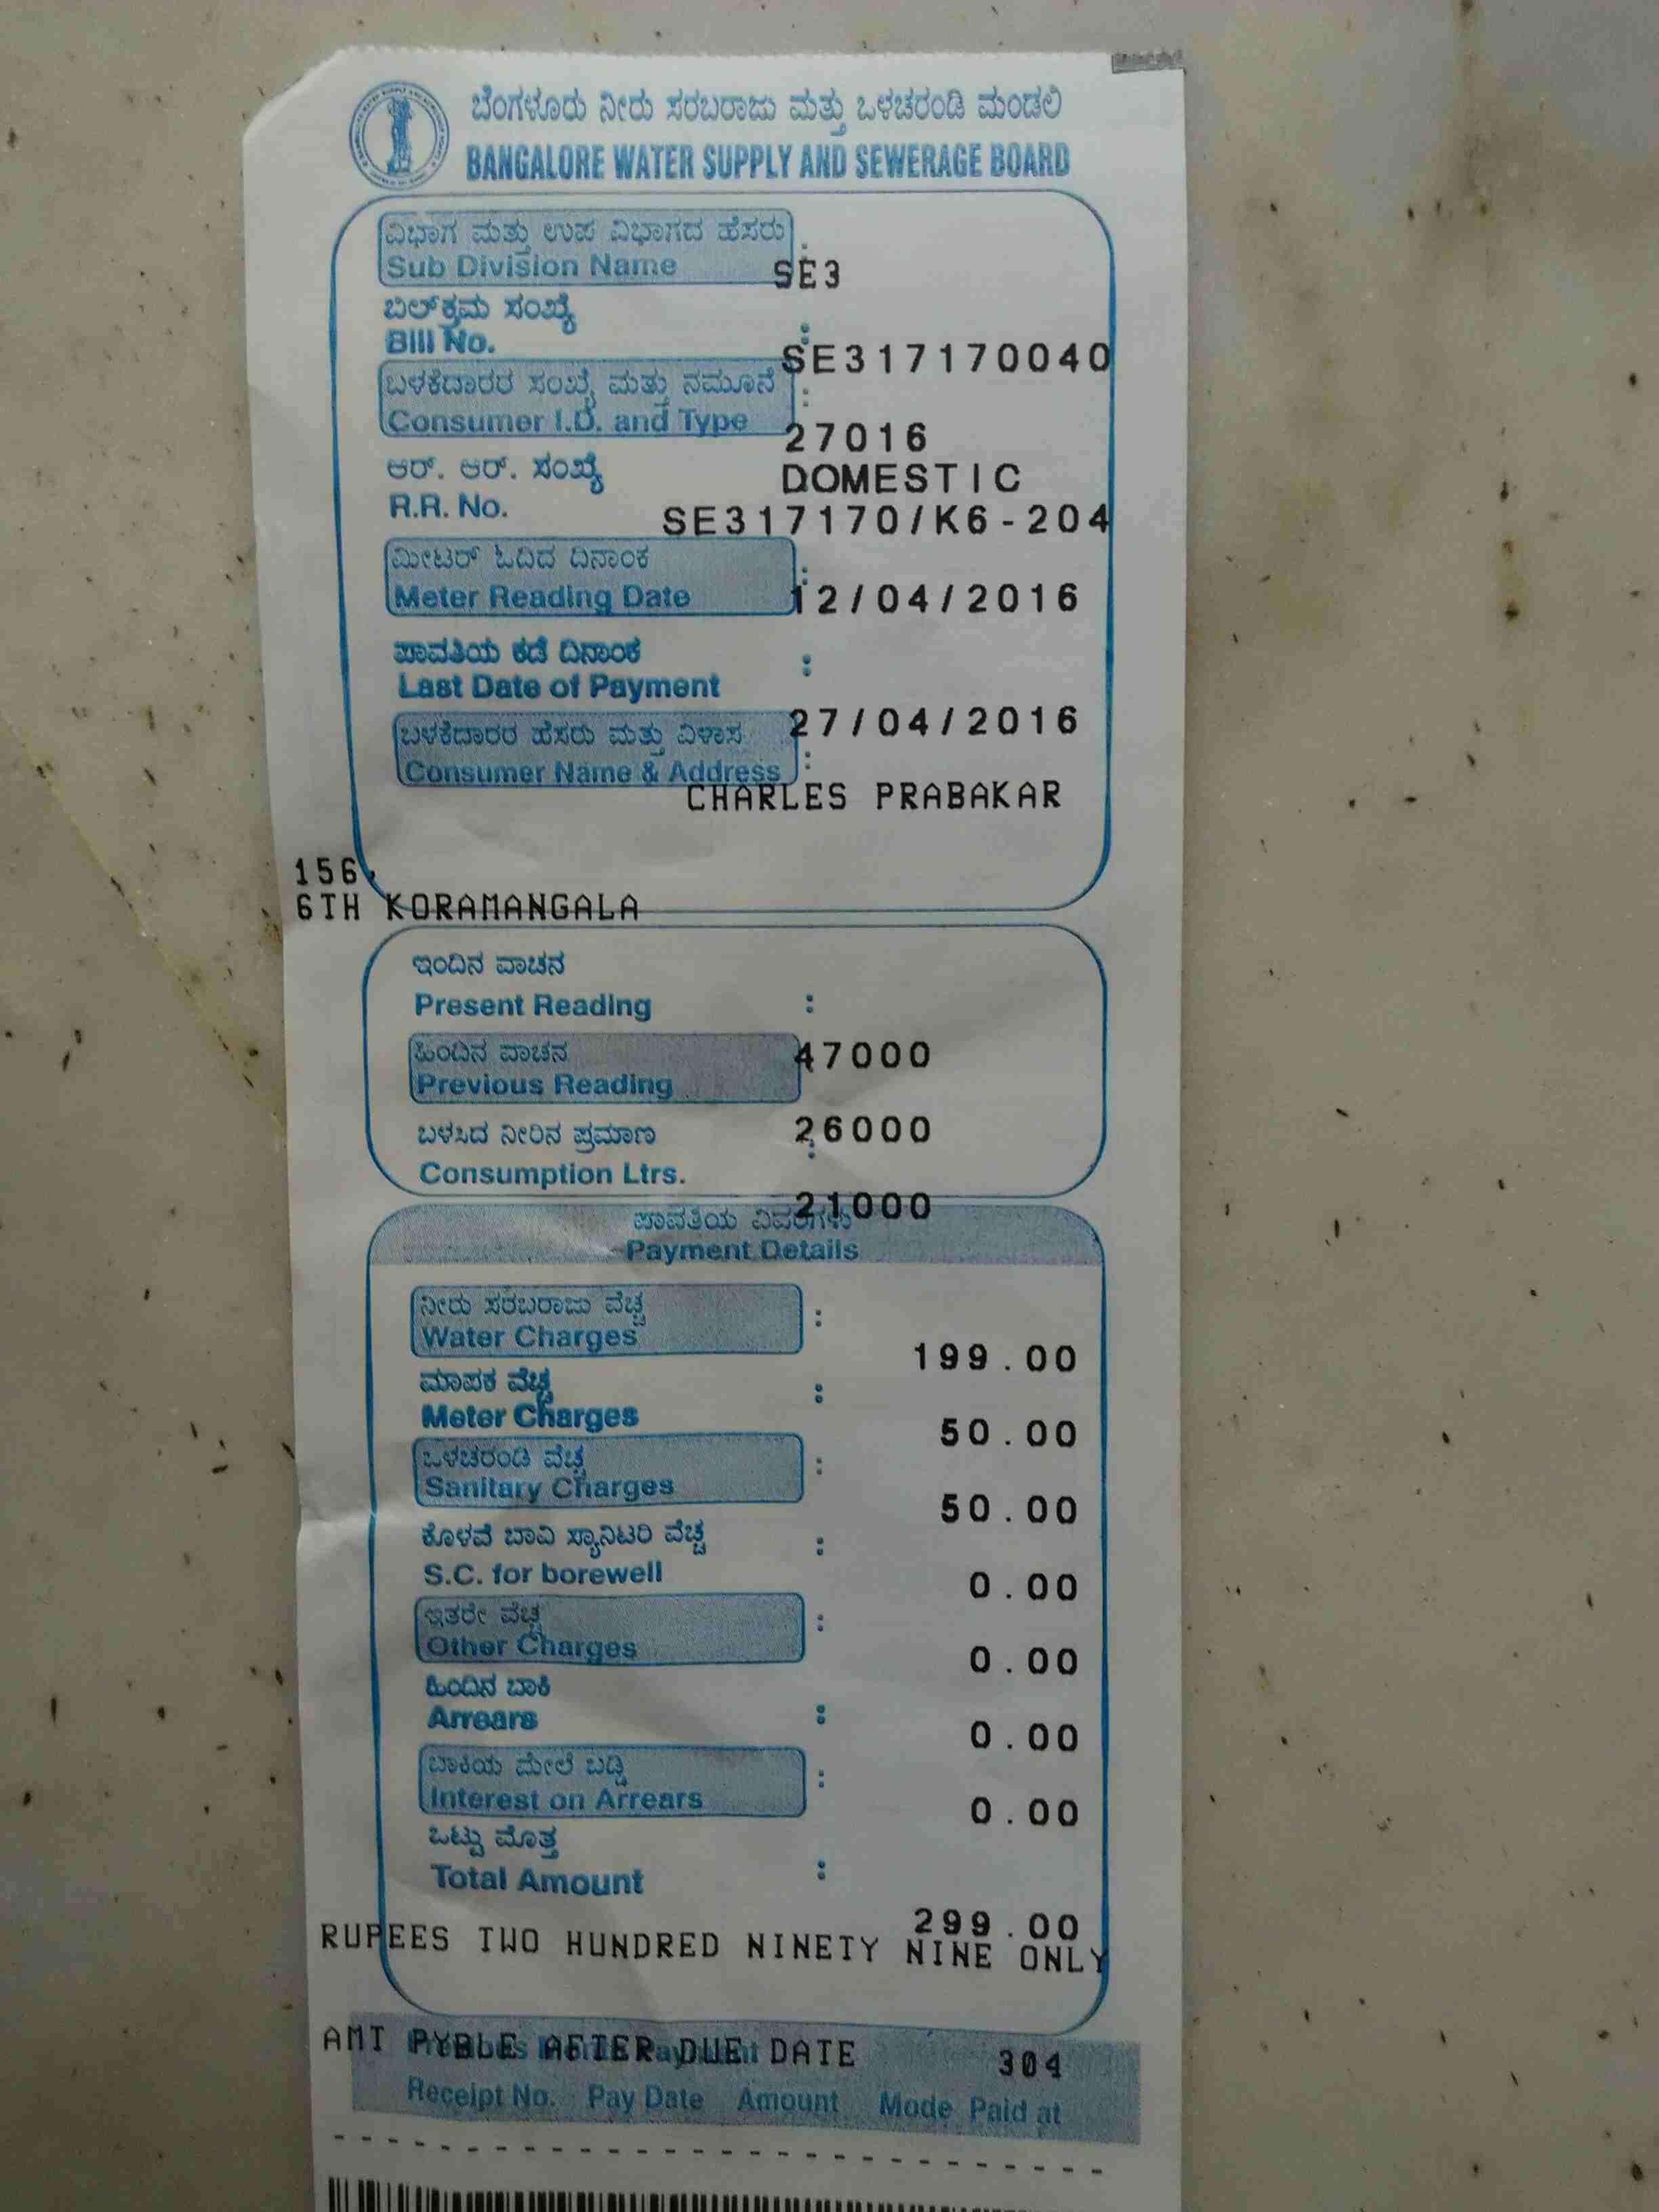 ಬೆಂಗಳೂರು ನೀರು ಸರಬರಾಜು ಮತ್ತು ಒಳಚರಂಡಿ ಮಂಡಲಿ
BANGALORE WATER SUPPLY AND SEWERAGE BOARD
ವಿಭಾಗ ಮತ್ತು ಉಪ ವಿಭಾಗದ ಹೆಸರು :
Sub Division Name SE3
ಬಿಲ್ ಕ್ರಮ ಸಂಖ್ಯೆ
Bill No. :
SE317170040
ಬಳಕೆದಾರರ ಸಂಖ್ಯೆ ಮತ್ತು ನಮೂನೆ :
Consumer I.D. and Type 27016
ಆರ್. ಆರ್. ಸಂಖ್ಯೆ DOMESTIC
R.R. No. SE317170/K6-204
ಮೀಟರ್ ಓದಿದ ದಿನಾಂಕ :
Meter Reading Date 12/04/2016
ಪಾವತಿಯ ಕಡೆ ದಿನಾಂಕ :
Last Date of Payment
27/04/2016
ಬಳಕೆದಾರರ ಹೆಸರು ಮತ್ತು ವಿಳಾಸ :
Consumer Name & Address
CHARLES PRABAKAR
156,
6TH KORAMANGALA
ಇಂದಿನ ವಾಚನ
Present Reading :
47000
ಹಿಂದಿನ ವಾಚನ
Previous Reading
26000
ಬಳಸಿದ ನೀರಿನ ಪ್ರಮಾಣ :
Consumption Ltrs.
21000
ಪಾವತಿಯ ವಿವರಗಳು
Payment Details
ನೀರು ಸರಬರಾಜು ವೆಚ್ಚ :
Water Charges 199.00
ಮಾಪಕ ವೆಚ್ಚ :
Meter Charges 50.00
ಒಳಚರಂಡಿ ವೆಚ್ಚ :
Sanitary Charges 50.00
ಕೊಳವೆ ಬಾವಿ ಸ್ಯಾನಿಟರಿ ವೆಚ್ಚ :
S.C. for borewell 0.00
ಇತರೇ ವೆಚ್ಚ :
Other Charges 0.00
ಹಿಂದಿನ ಬಾಕಿ
Arrears : 0.00
ಬಾಕಿಯ ಮೇಲೆ ಬಡ್ಡಿ :
Interest on Arrears 0.00
ಒಟ್ಟು ಮೊತ್ತ
Total Amount :
299.00
RUPEES TWO HUNDRED NINETY NINE ONLY
AMT PYBLE AFTER DUE DATE 304
Receipt No. Pay Date Amount Mode Paid at